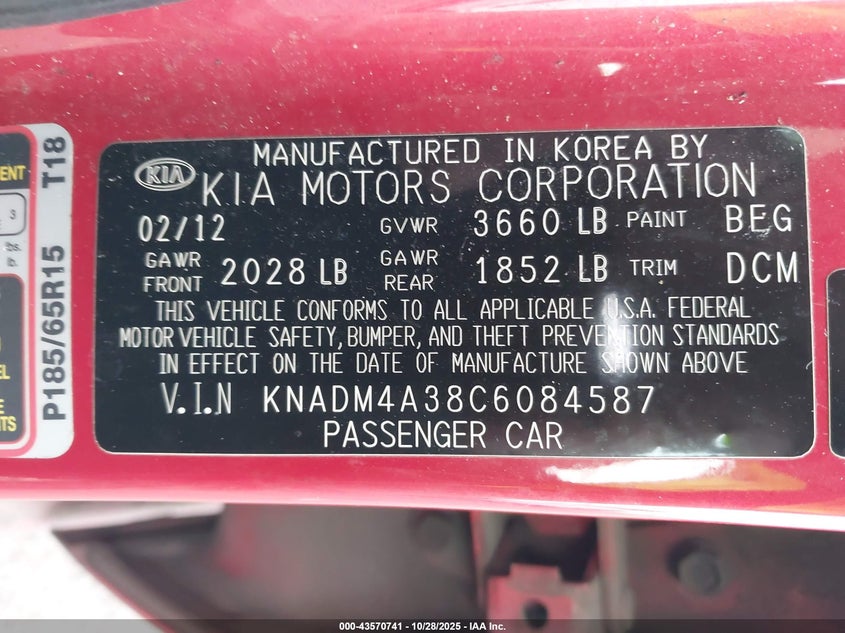 MANUFACTURED IN KOREA BY
KIA KIA MOTORS CORPORATION
02/12 GVWR 3660 LB PAINT BEG
GAWR FRONT 2028 LB GAWR REAR 1852 LB TRIM DCM
THIS VEHICLE CONFORMS TO ALL APPLICABLE U.S.A. FEDERAL
MOTOR VEHICLE SAFETY, BUMPER, AND THEFT PREVENTION STANDARDS
IN EFFECT ON THE DATE OF MANUFACTURE SHOWN ABOVE
V.I.N KNADM4A38C6084587
PASSENGER CAR
P185/65R15 T18
3
lbs.
lb.
000-43570741 | 10/28/2025 | IAA Inc.